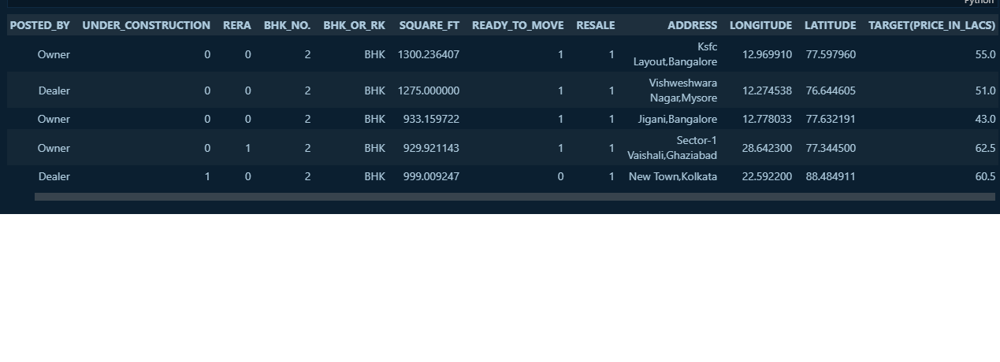 Python
POSTED_BY UNDER_CONSTRUCTION RERA BHK_NO. BHK_OR_RK SQUARE_FT READY_TO_MOVE RESALE ADDRESS LONGITUDE LATITUDE TARGET(PRICE_IN_LACS)
Owner 0 0 2 BHK 1300.236407 1 1 Ksfc Layout,Bangalore 12.969910 77.597960 55.0
Dealer 0 0 2 BHK 1275.000000 1 1 Vishweshwara Nagar,Mysore 12.274538 76.644605 51.0
Owner 0 0 2 BHK 933.159722 1 1 Jigani,Bangalore 12.778033 77.632191 43.0
Owner 0 1 2 BHK 929.921143 1 1 Sector-1 Vaishali,Ghaziabad 28.642300 77.344500 62.5
Dealer 1 0 2 BHK 999.009247 0 1 New Town,Kolkata 22.592200 88.484911 60.5